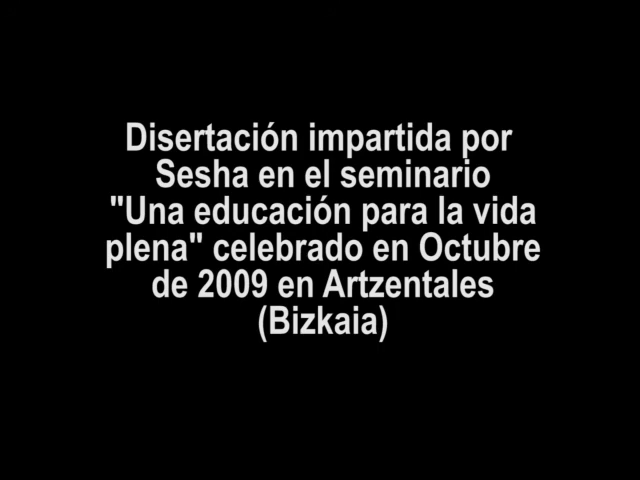 Disertación impartida por
Sesha en el seminario
"Una educación para la vida
plena" celebrado en Octubre
de 2009 en Artzentales
(Bizkaia)